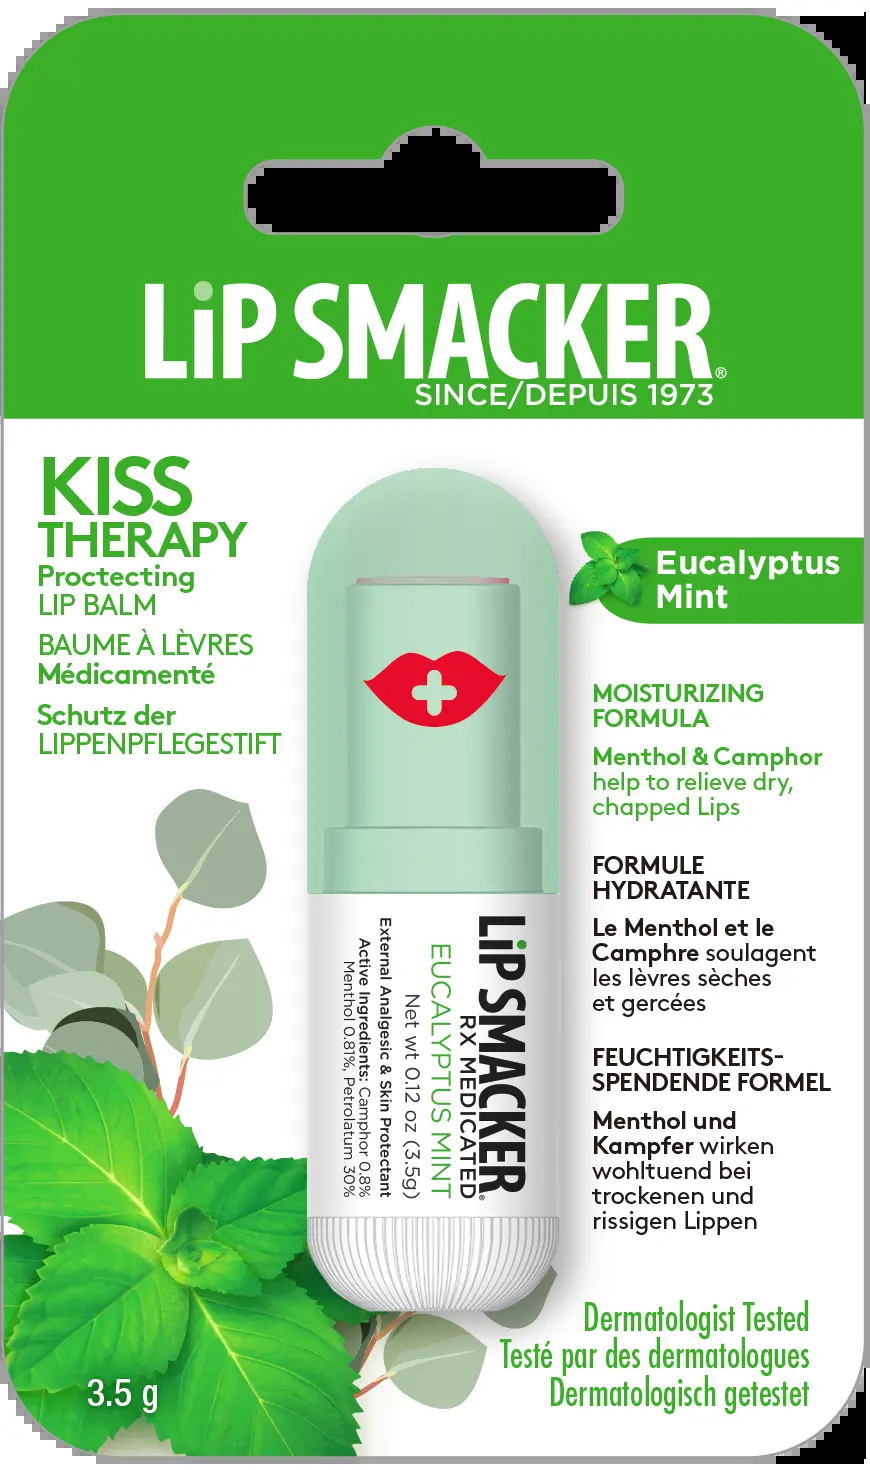 LiP SMACKER®
SINCE/DEPUIS 1973
KISS
THERAPY
Proctecting
LIP BALM
BAUME À LÈVRES
Médicamenté
Schutz der
LIPPENPFLEGESTIFT
Eucalyptus
Mint
MOISTURIZING
FORMULA
Menthol & Camphor
help to relieve dry,
chapped Lips
FORMULE
HYDRATANTE
Le Menthol et le
Camphre soulagent
les lèvres sèches
et gercées
FEUCHTIGKEITS-
SPENDENDE FORMEL
Menthol und
Kampfer wirken
wohltuend bei
trockenen und
rissigen Lippen
LiP SMACKER®
RX MEDICATED
EUCALYPTUS MINT
Net wt 0.12 oz (3.5g)
External Analgesic & Skin Protectant
Active Ingredients: Camphor 0.8%
Menthol 0.81%, Petrolatum 30%
Dermatologist Tested
Testé par des dermatologues
Dermatologisch getestet
3.5 g